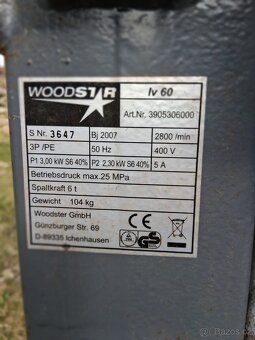 WOODSTAR
lv 60
Art.Nr. 3905306000
S Nr. 3647 Bj 2007 2800 /min
3P /PE 50 Hz 400 V
P1 3,00 kW S6 40% P2 2,30 kW S6 40% 5 A
Betriebsdruck max.25 MPa
Spaltkraft 6 t
Gewicht 104 kg
Woodster GmbH
Günzburger Str. 69
D-89335 Ichenhausen
CE